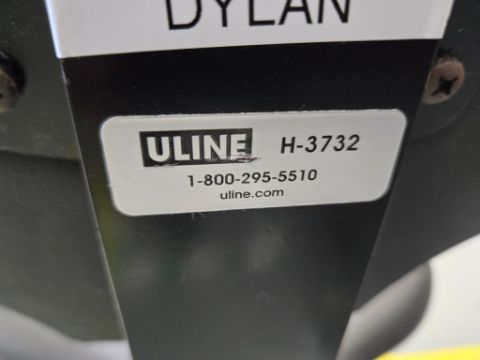 DYLAN
ULINE H-3732
1-800-295-5510
uline.com